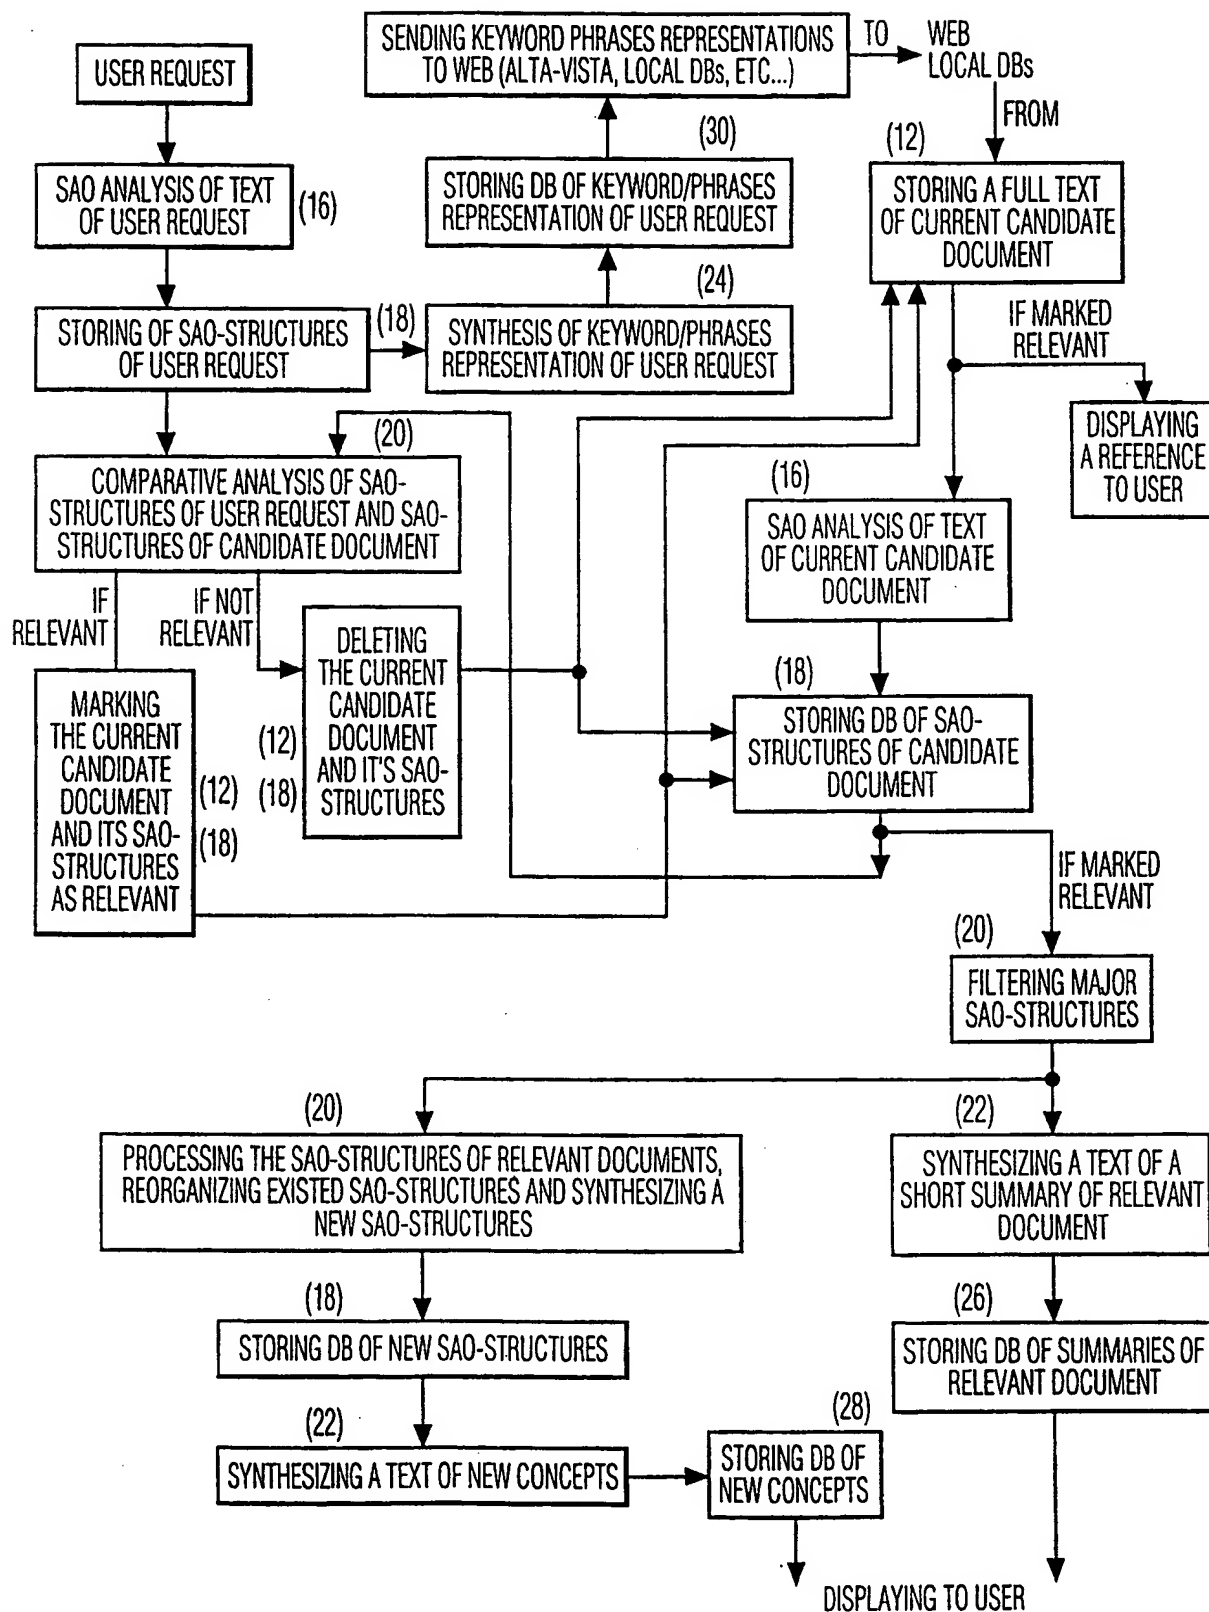 USER REQUEST
SENDING KEYWORD PHRASES REPRESENTATIONS
TO WEB (ALTA-VISTA, LOCAL DBs, ETC...)
TO
WEB
LOCAL DBs
FROM
SAO ANALYSIS OF TEXT
OF USER REQUEST
(16)
(30)
STORING DB OF KEYWORD/PHRASES
REPRESENTATION OF USER REQUEST
(12)
STORING A FULL TEXT
OF CURRENT CANDIDATE
DOCUMENT
STORING OF SAO-STRUCTURES
OF USER REQUEST
(18)
(24)
SYNTHESIS OF KEYWORD/PHRASES
REPRESENTATION OF USER REQUEST
IF MARKED
RELEVANT
DISPLAYING
A REFERENCE
TO USER
(20)
COMPARATIVE ANALYSIS OF SAO-
STRUCTURES OF USER REQUEST AND SAO-
STRUCTURES OF CANDIDATE DOCUMENT
(16)
SAO ANALYSIS OF TEXT
OF CURRENT CANDIDATE
DOCUMENT
IF
RELEVANT
IF NOT
RELEVANT
DELETING
THE CURRENT
CANDIDATE
DOCUMENT
AND IT'S SAO-
STRUCTURES
(12)
(18)
MARKING
THE CURRENT
CANDIDATE
DOCUMENT
AND ITS SAO-
STRUCTURES
AS RELEVANT
(12)
(18)
(18)
STORING DB OF SAO-
STRUCTURES OF CANDIDATE
DOCUMENT
IF MARKED
RELEVANT
(20)
FILTERING MAJOR
SAO-STRUCTURES
(20)
PROCESSING THE SAO-STRUCTURES OF RELEVANT DOCUMENTS,
REORGANIZING EXISTED SAO-STRUCTURES AND SYNTHESIZING A
NEW SAO-STRUCTURES
(22)
SYNTHESIZING A TEXT OF A
SHORT SUMMARY OF RELEVANT
DOCUMENT
(18)
STORING DB OF NEW SAO-STRUCTURES
(26)
STORING DB OF SUMMARIES OF
RELEVANT DOCUMENT
(22)
SYNTHESIZING A TEXT OF NEW CONCEPTS
(28)
STORING DB OF
NEW CONCEPTS
DISPLAYING TO USER